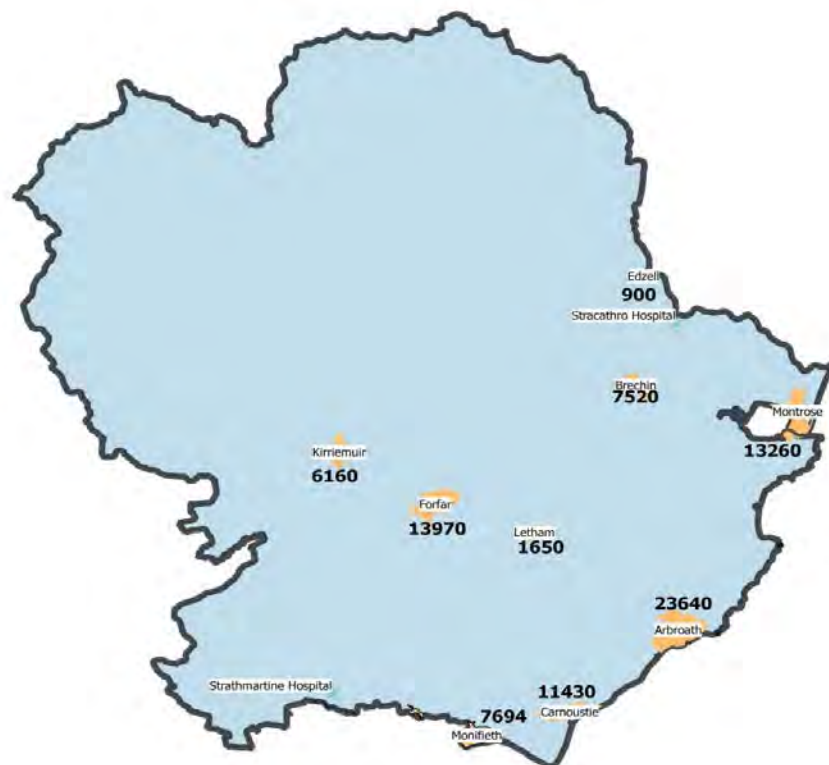 Edzell
900
Stracathro Hospital
Brechin
7520
Montrose
13260
Kirriemuir
6160
Forfar
13970
Letham
1650
23640
Arbroath
Strathmartine Hospital
11430
Carnoustie
7694
Monifieth